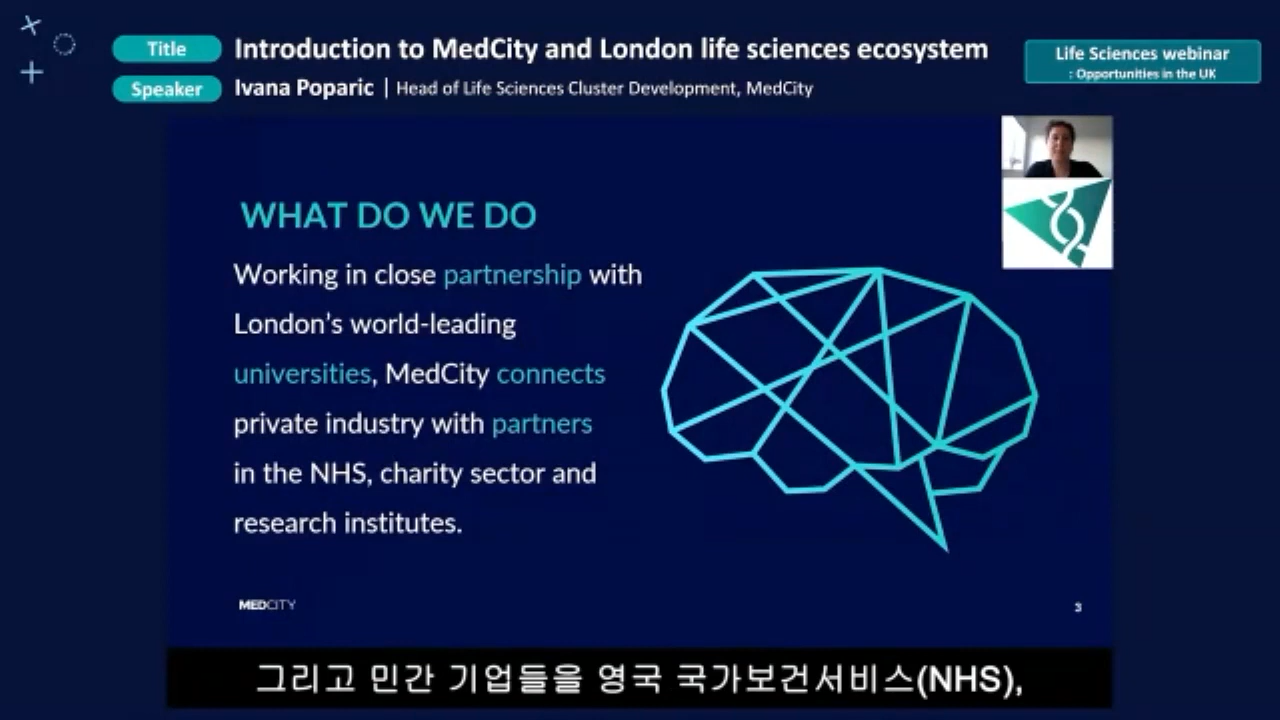 Title
Introduction to MedCity and London life sciences ecosystem
Speaker
Ivana Poparic | Head of Life Sciences Cluster Development, MedCity
Life Sciences webinar
: Opportunities in the UK
WHAT DO WE DO
Working in close partnership with
London's world-leading
universities, MedCity connects
private industry with partners
in the NHS, charity sector and
research institutes.
MEDCITY
3
그리고 민간 기업들을 영국 국가보건서비스(NHS),